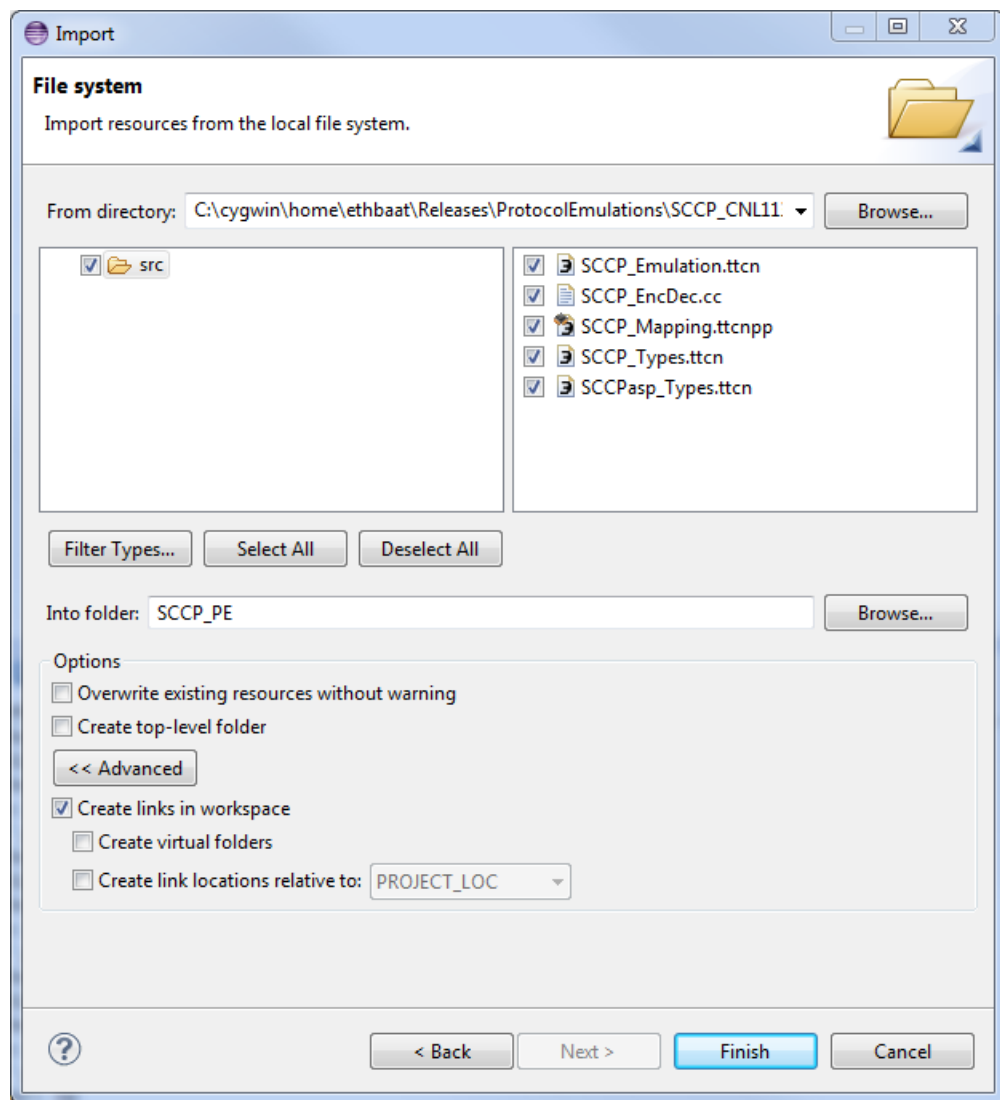 Import
File system
Import resources from the local file system.
From directory: C:\cygwin\home\ethbaat\Releases\ProtocolEmulations\SCCP_CNL11
Browse...
src
SCCP_Emulation.ttcn
SCCP_EncDec.cc
SCCP_Mapping.ttcnpp
SCCP_Types.ttcn
SCCPasp_Types.ttcn
Filter Types... Select All Deselect All
Into folder: SCCP_PE Browse...
Options
Overwrite existing resources without warning
Create top-level folder
<< Advanced
Create links in workspace
Create virtual folders
Create link locations relative to: PROJECT_LOC
? < Back Next > Finish Cancel